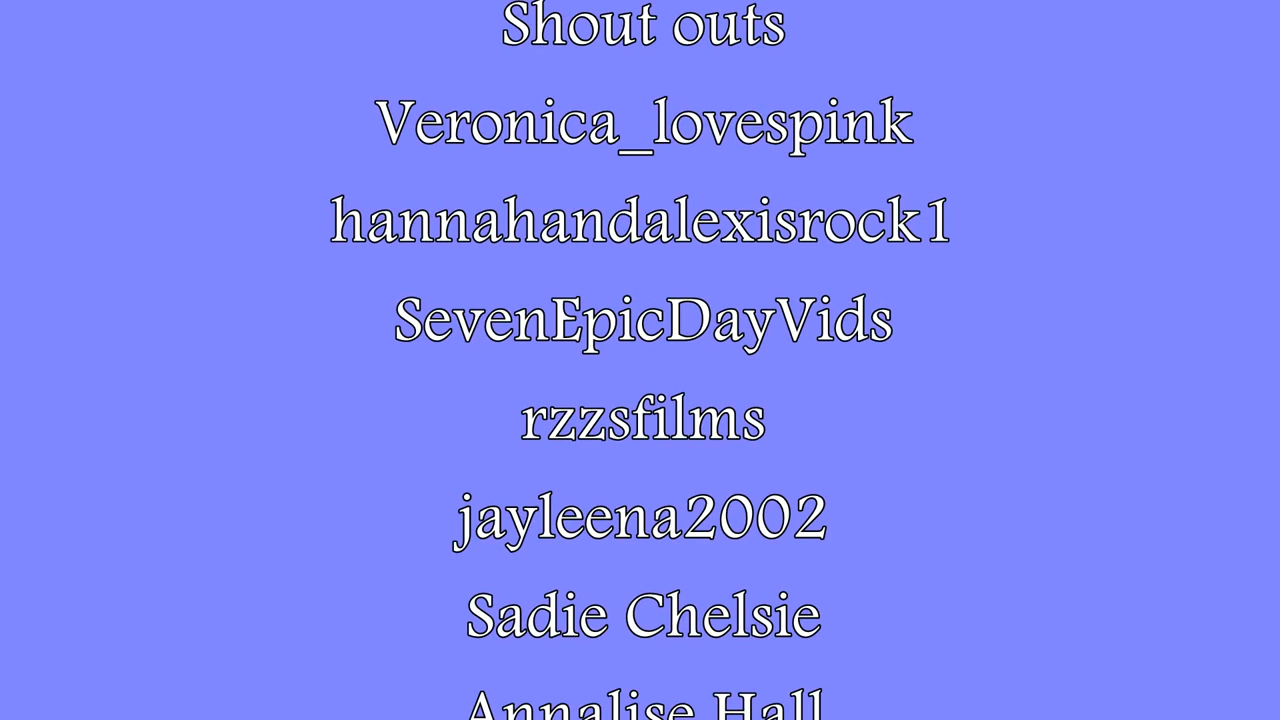 Shout outs
Veronica_lovespink
hannahandalexisrock1
SevenEpicDayVids
rzzsfilms
jayleena2002
Sadie Chelsie
Annalise Hall